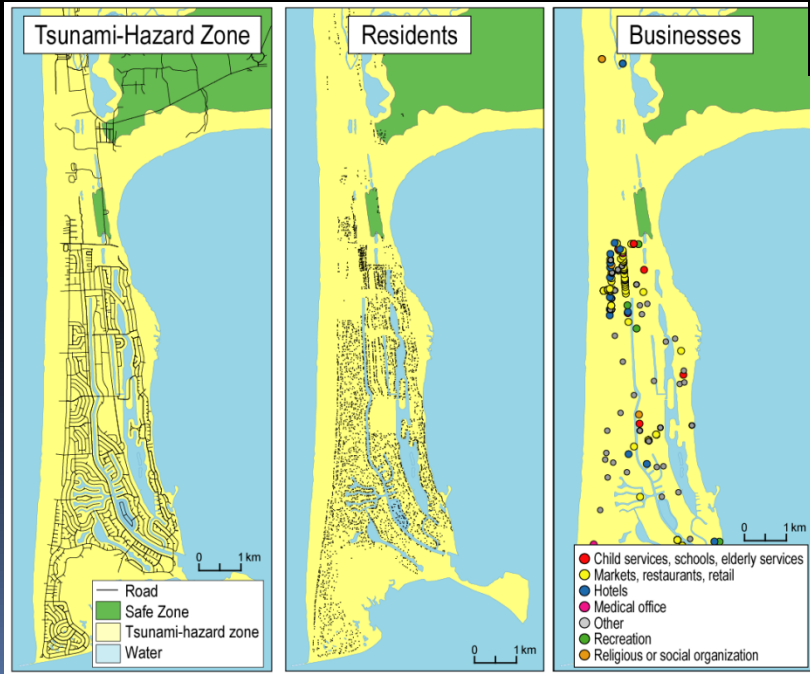 Tsunami-Hazard Zone
0 1 km
Road
Safe Zone
Tsunami-hazard zone
Water
Residents
0 1 km
Businesses
0 1 km
Child services, schools, elderly services
Markets, restaurants, retail
Hotels
Medical office
Other
Recreation
Religious or social organization